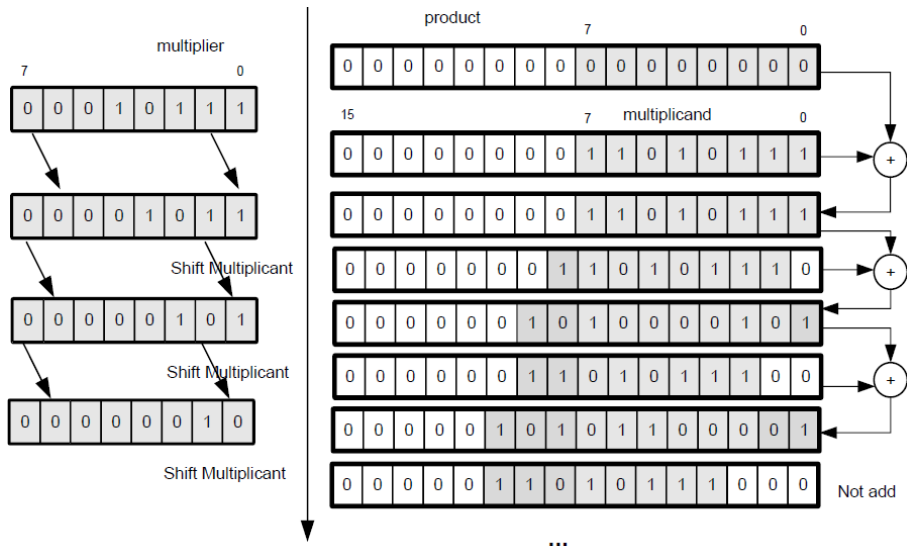 multiplier
7 0
0 0 0 1 0 1 1 1
0 0 0 0 1 0 1 1
Shift Multiplicant
0 0 0 0 0 1 0 1
Shift Multiplicant
0 0 0 0 0 0 1 0
Shift Multiplicant
product
7 0
0 0 0 0 0 0 0 0 0 0 0 0 0 0 0 0
15 7 multiplicand 0
0 0 0 0 0 0 0 0 1 1 0 1 0 1 1 1
+
0 0 0 0 0 0 0 0 1 1 0 1 0 1 1 1
0 0 0 0 0 0 0 1 1 0 1 0 1 1 1 0
+
0 0 0 0 0 0 1 0 1 0 0 0 0 1 0 1
0 0 0 0 0 0 1 1 0 1 0 1 1 1 0 0
+
0 0 0 0 0 1 0 1 0 1 1 0 0 0 0 1
0 0 0 0 0 1 1 0 1 0 1 1 1 0 0 0
Not add
...